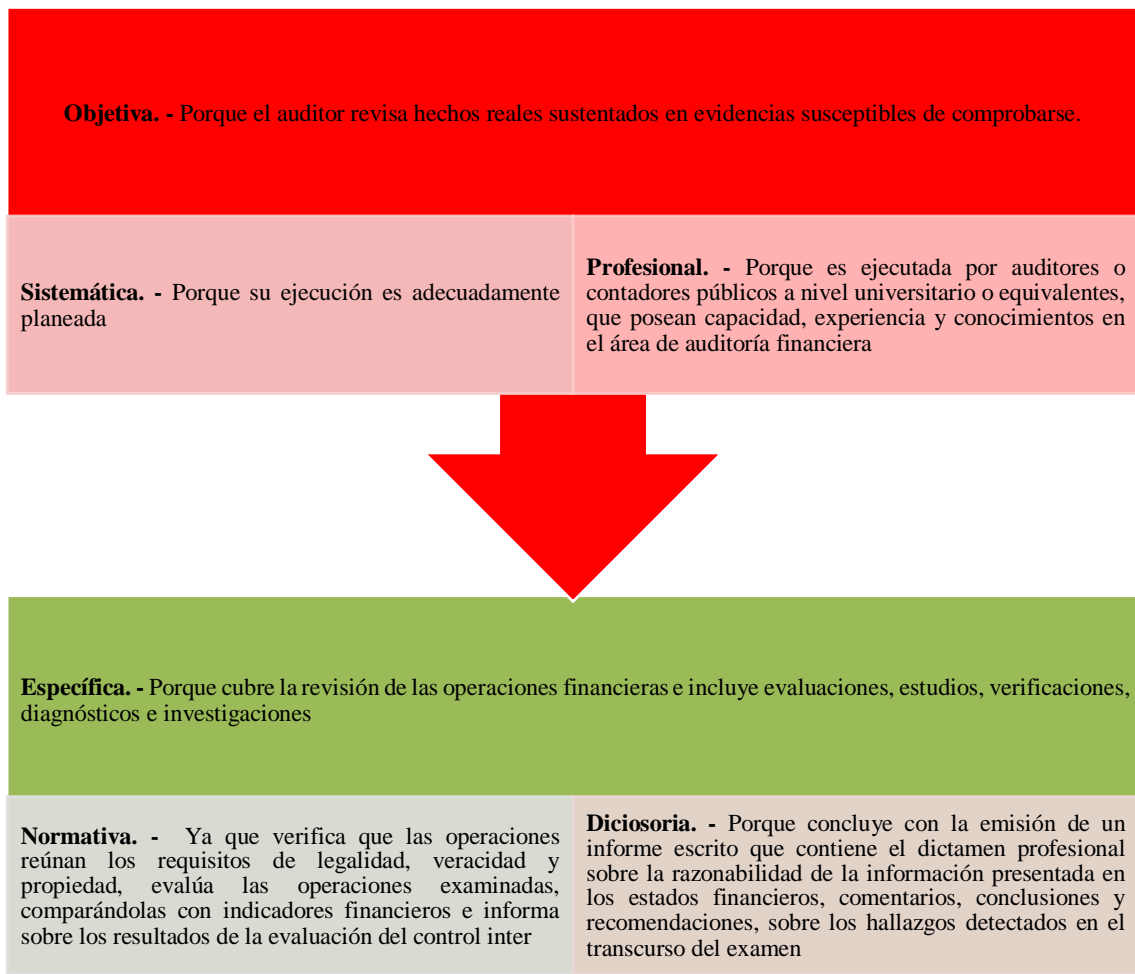 Objetiva. - Porque el auditor revisa hechos reales sustentados en evidencias susceptibles de comprobarse.
Sistemática. - Porque su ejecución es adecuadamente
planeada
Profesional. - Porque es ejecutada por auditores o
contadores públicos a nivel universitario o equivalentes,
que posean capacidad, experiencia y conocimientos en
el área de auditoría financiera
Específica. - Porque cubre la revisión de las operaciones financieras e incluye evaluaciones, estudios, verificaciones,
diagnósticos e investigaciones
Normativa. - Ya que verifica que las operaciones
reúnan los requisitos de legalidad, veracidad y
propiedad, evalúa las operaciones examinadas,
comparándolas con indicadores financieros e informa
sobre los resultados de la evaluación del control inter
Diciosoria. - Porque concluye con la emisión de un
informe escrito que contiene el dictamen profesional
sobre la razonabilidad de la información presentada en
los estados financieros, comentarios, conclusiones y
recomendaciones, sobre los hallazgos detectados en el
transcurso del examen